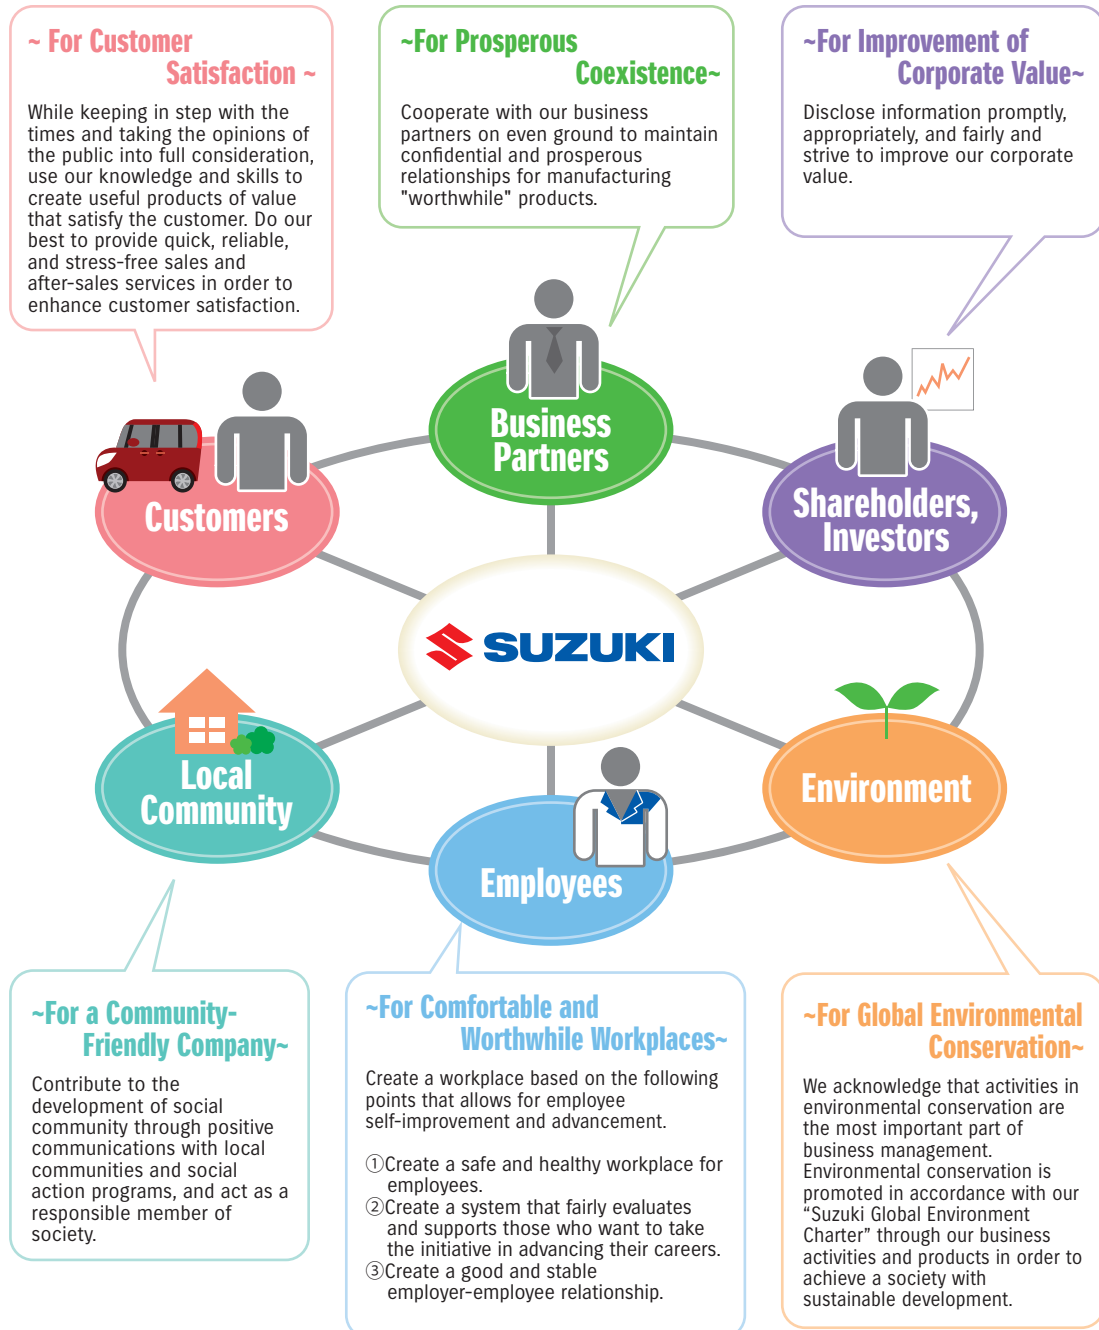 ~ For Customer
Satisfaction ~
While keeping in step with the
times and taking the opinions of
the public into full consideration,
use our knowledge and skills to
create useful products of value
that satisfy the customer. Do our
best to provide quick, reliable,
and stress-free sales and
after-sales services in order to
enhance customer satisfaction.
~For Prosperous
Coexistence~
Cooperate with our business
partners on even ground to maintain
confidential and prosperous
relationships for manufacturing
"worthwhile" products.
~For Improvement of
Corporate Value~
Disclose information promptly,
appropriately, and fairly and
strive to improve our corporate
value.
Customers
Business
Partners
Shareholders,
Investors
SUZUKI
Local
Community
Employees
Environment
~For a Community-
Friendly Company~
Contribute to the
development of social
community through positive
communications with local
communities and social
action programs, and act as a
responsible member of
society.
~For Comfortable and
Worthwhile Workplaces~
Create a workplace based on the following
points that allows for employee
self-improvement and advancement.
①Create a safe and healthy workplace for
employees.
②Create a system that fairly evaluates
and supports those who want to take
the initiative in advancing their careers.
③Create a good and stable
employer-employee relationship.
~For Global Environmental
Conservation~
We acknowledge that activities in
environmental conservation are
the most important part of
business management.
Environmental conservation is
promoted in accordance with our
“Suzuki Global Environment
Charter” through our business
activities and products in order to
achieve a society with
sustainable development.